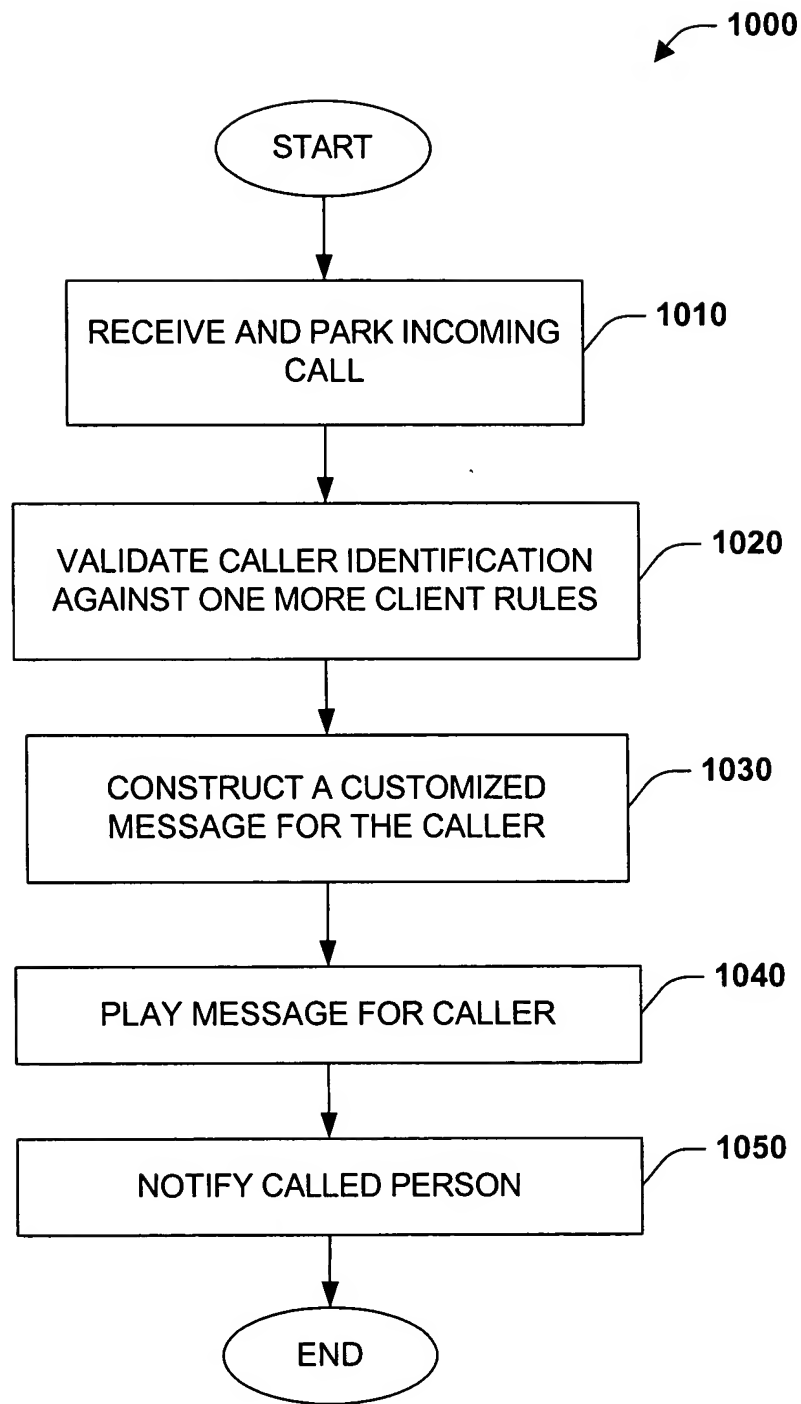 1000
START
RECEIVE AND PARK INCOMING
CALL
1010
VALIDATE CALLER IDENTIFICATION
AGAINST ONE MORE CLIENT RULES
1020
CONSTRUCT A CUSTOMIZED
MESSAGE FOR THE CALLER
1030
PLAY MESSAGE FOR CALLER
1040
NOTIFY CALLED PERSON
1050
END